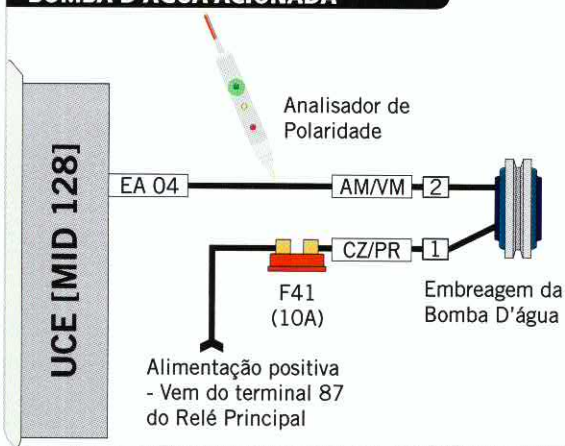 BOMBA D'ÁGUA ACIONADA
Analisador de
Polaridade
UCE [MID 128]
EA 04
AM/VM
2
CZ/PR
1
F41
(10A)
Embreagem da
Bomba D'água
Alimentação positiva
- Vem do terminal 87
do Relé Principal